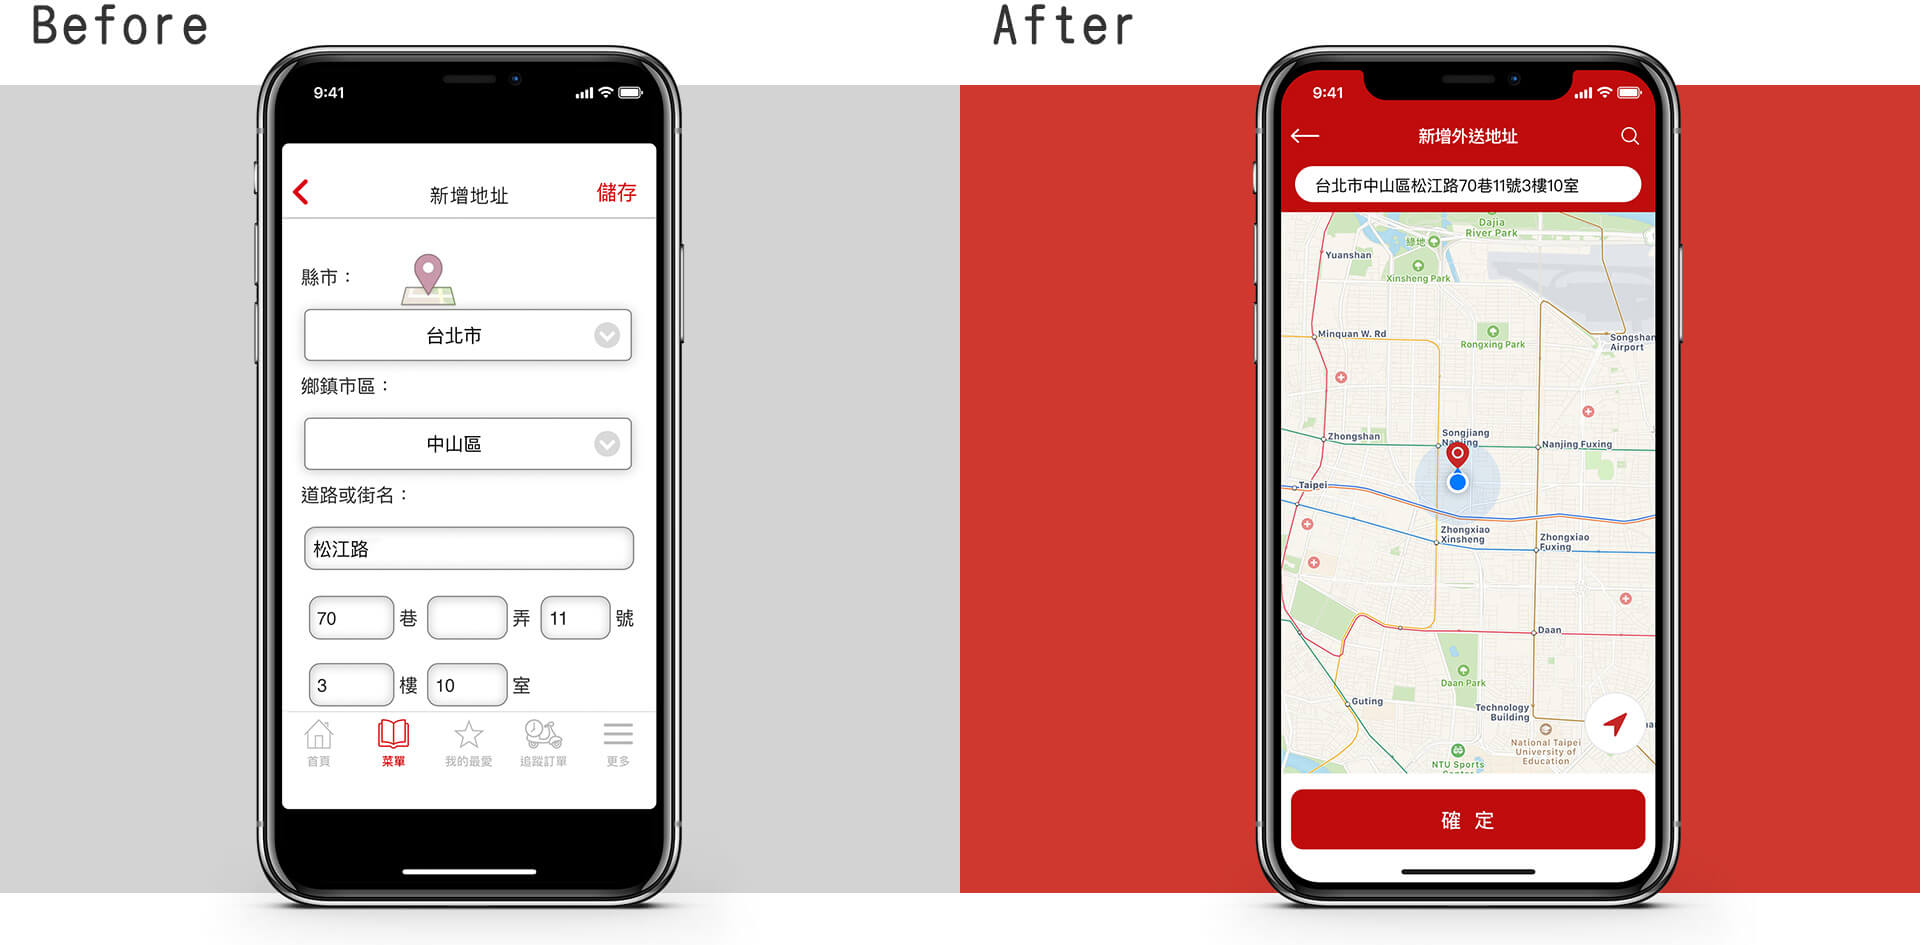 Before
After
9:41
新增地址
儲存
縣市：
台北市
鄉鎮市區：
中山區
道路或街名：
松江路
70 巷 弄 11 號
3 樓 10 室
首頁
菜單
我的最愛
追蹤訂單
更多
9:41
新增外送地址
台北市中山區松江路70巷11號3樓10室
Dajia
River Park
綠地
Yuanshan
Xinsheng Park
Minquan W. Rd
Rongxing Park
Songshan
Airport
Zhongshan
Songjiang
Nanjing
Nanjing Fuxing
Taipei
Zhongxiao
Xinsheng
Zhongxiao
Fuxing
Daan
Daan Park
Guting
Technology
Building
National Taipei
University of
Education
NTU Sports
確 定